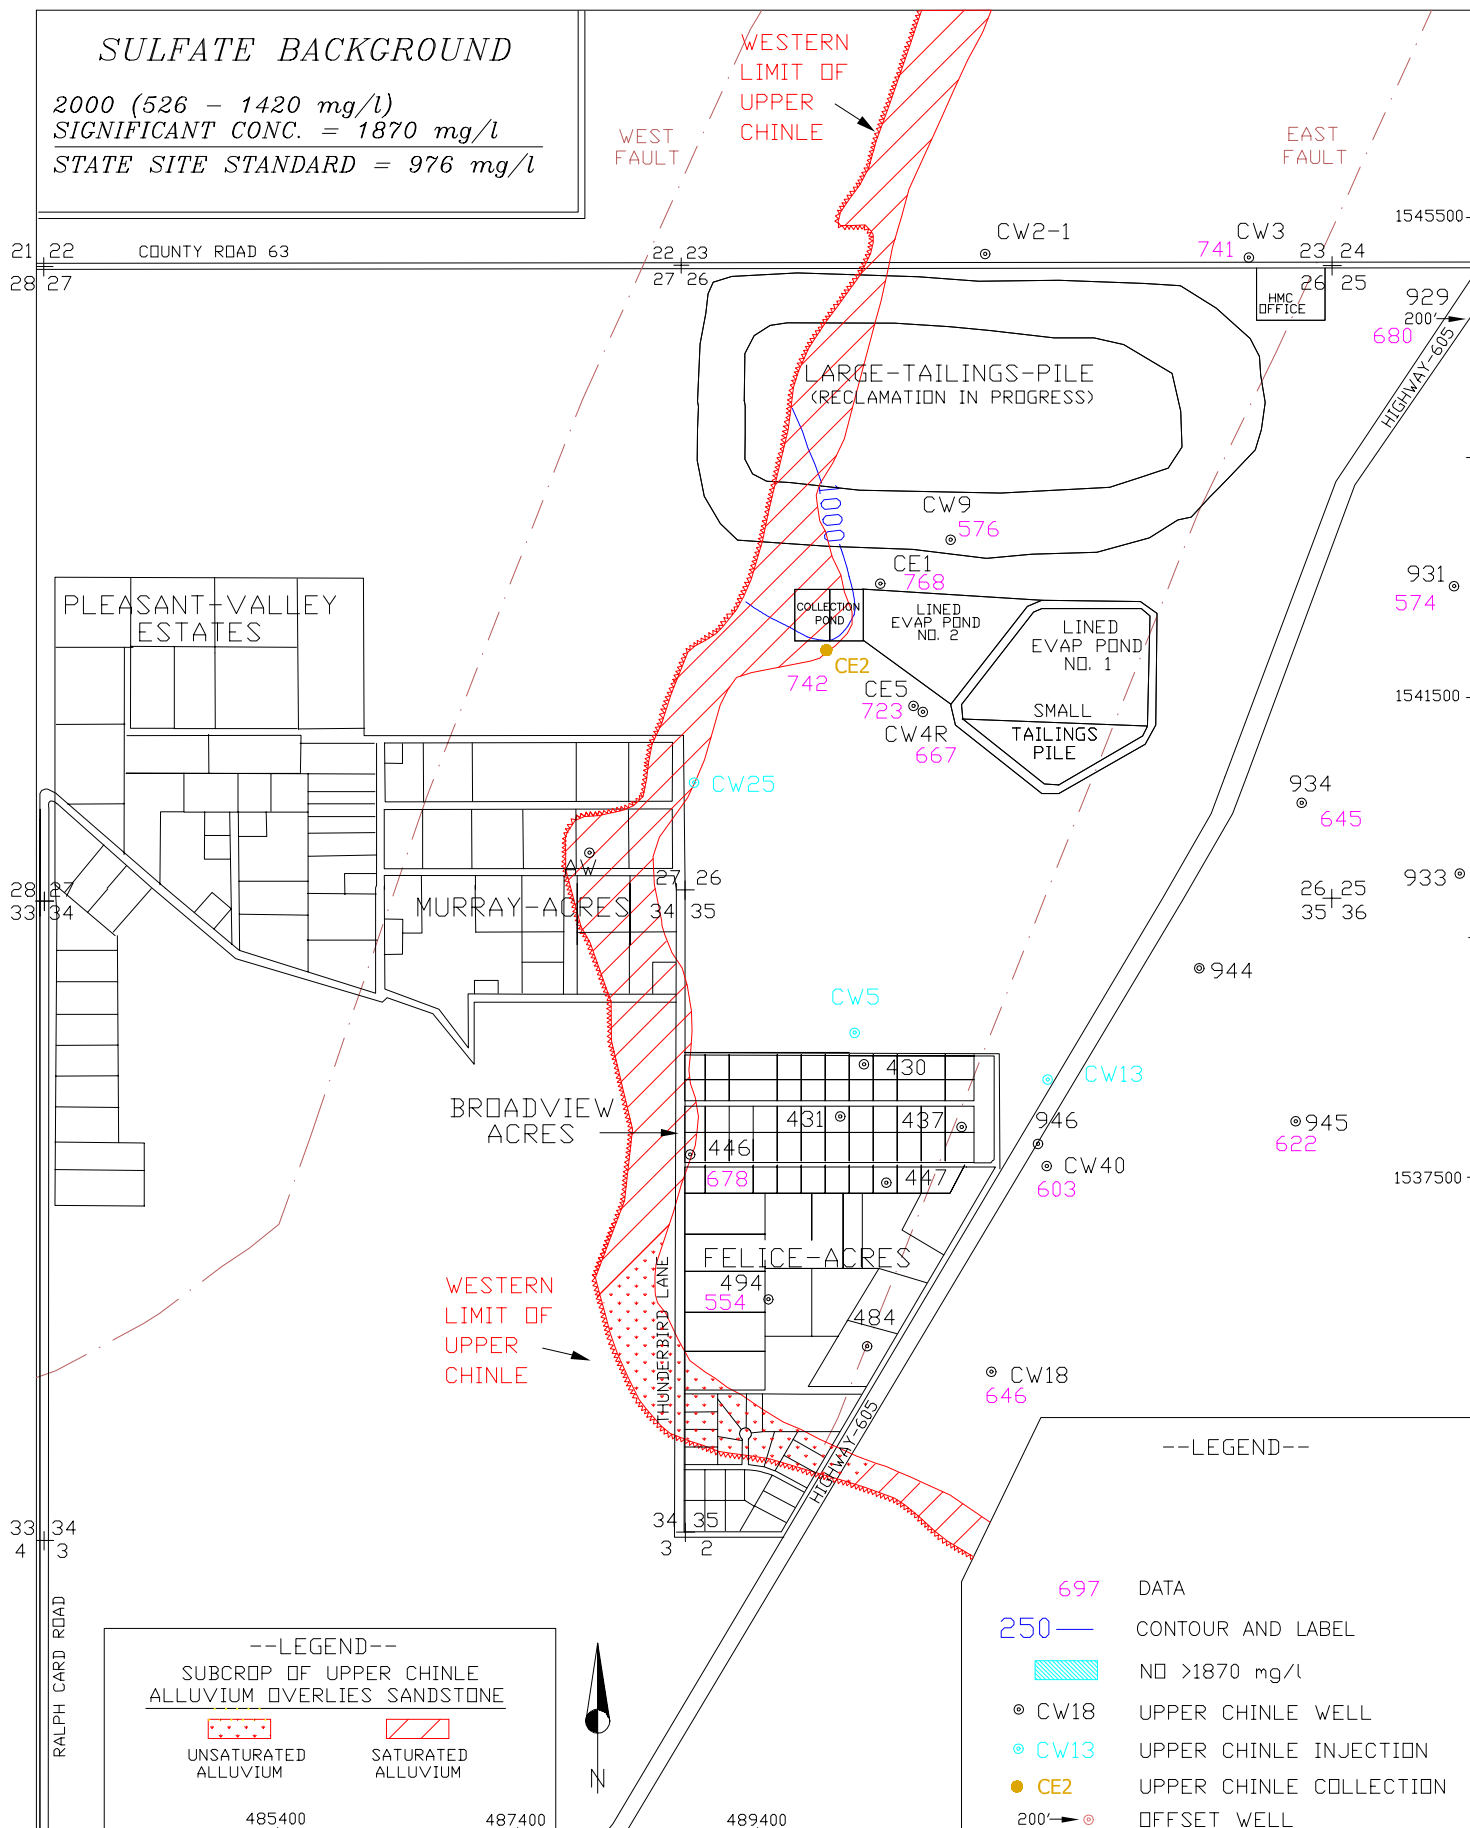 SULFATE BACKGROUND
2000 (526 - 1420 mg/l)
SIGNIFICANT CONC. = 1870 mg/l
STATE SITE STANDARD = 976 mg/l
WESTERN
LIMIT OF
UPPER
CHINLE
WEST
FAULT
EAST
FAULT
1545500
21 22
28 27
COUNTY ROAD 63
22 23
27 26
CW2-1
CW3
741
23 24
26 25
HMC
OFFICE
929
200'
680
HIGHWAY-605
LARGE-TAILINGS-PILE
(RECLAMATION IN PROGRESS)
1000
CW9
576
CE1
768
931
574
COLLECTION
POND
LINED
EVAP POND
NO. 2
LINED
EVAP POND
NO. 1
PLEASANT-VALLEY
ESTATES
CE2
742
CE5
723
CW4R
667
SMALL
TAILINGS
PILE
1541500
CW25
934
645
AW
933
28 27
33 34
27 26
34 35
26 25
35 36
MURRAY-ACRES
944
CW5
CW13
430
BROADVIEW
ACRES
431
437
946
945
622
446
678
447
CW40
603
1537500
FELICE-ACRES
494
554
484
THUNDERBIRD LANE
WESTERN
LIMIT OF
UPPER
CHINLE
CW18
646
HIGHWAY-605
33 34
4 3
34 35
3 2
RALPH CARD ROAD
--LEGEND--
SUBCROP OF UPPER CHINLE
ALLUVIUM OVERLIES SANDSTONE
UNSATURATED
ALLUVIUM
SATURATED
ALLUVIUM
485400
487400
489400
N
--LEGEND--
697 DATA
250 CONTOUR AND LABEL
NO >1870 mg/l
CW18 UPPER CHINLE WELL
CW13 UPPER CHINLE INJECTION
CE2 UPPER CHINLE COLLECTION
200' OFFSET WELL